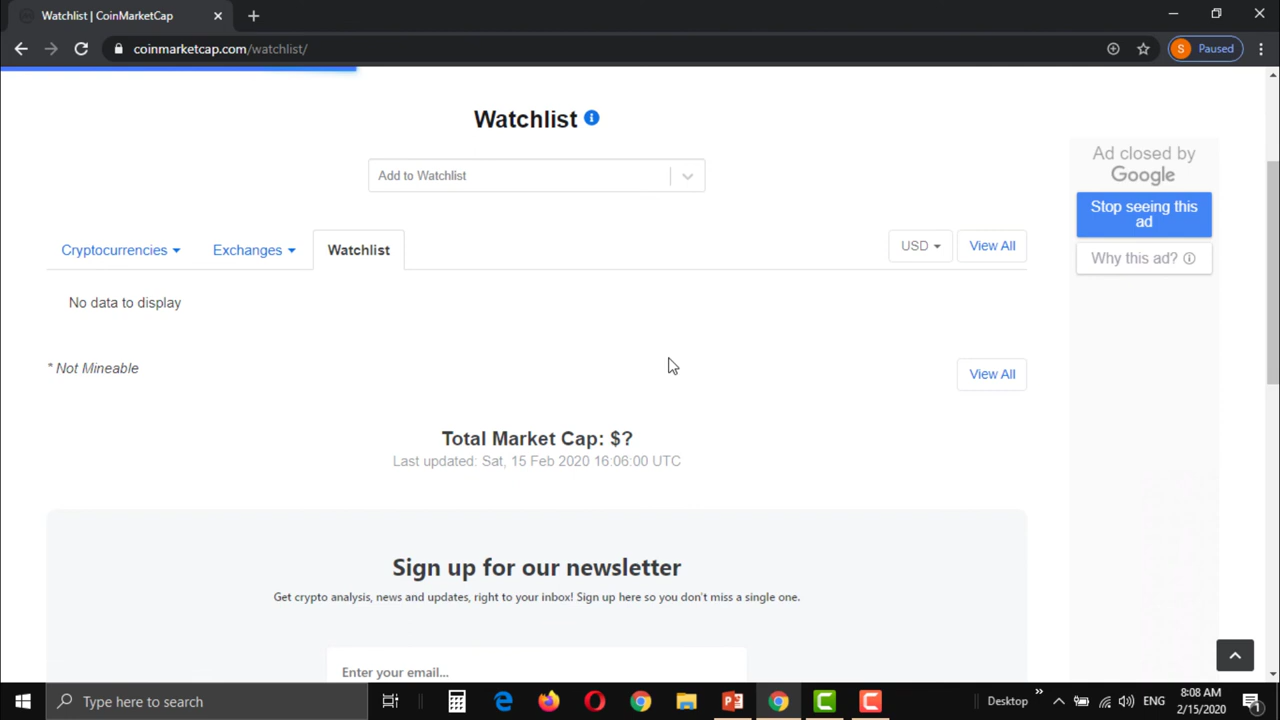 Watchlist | CoinMarketCap
coinmarketcap.com/watchlist/
S Paused
Watchlist
Add to Watchlist
Ad closed by
Google
Stop seeing this
ad
Why this ad?
Cryptocurrencies
Exchanges
Watchlist
USD
View All
No data to display
* Not Mineable
View All
Total Market Cap: $?
Last updated: Sat, 15 Feb 2020 16:06:00 UTC
Sign up for our newsletter
Get crypto analysis, news and updates, right to your inbox! Sign up here so you don't miss a single one.
Enter your email...
Type here to search
Desktop
ENG
8:08 AM
2/15/2020
1